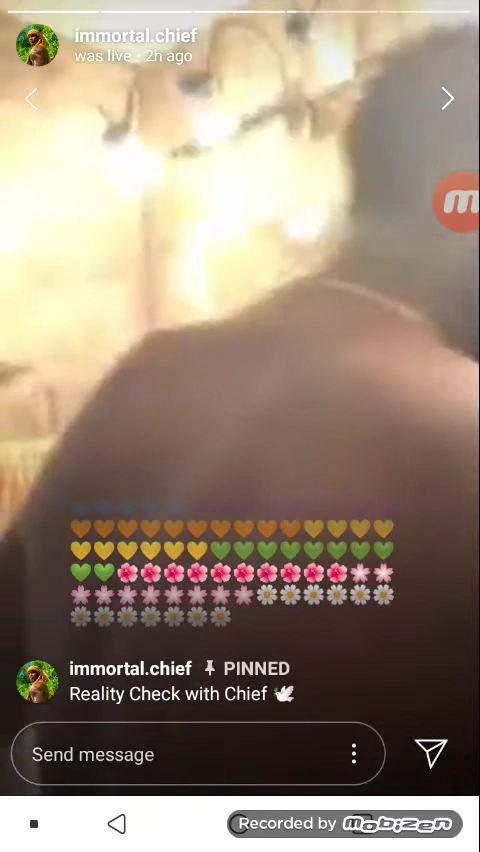 immortal.chief
was live • 2h ago
immortal.chief PINNED
Reality Check with Chief 🕊
Send message
Recorded by mobizen